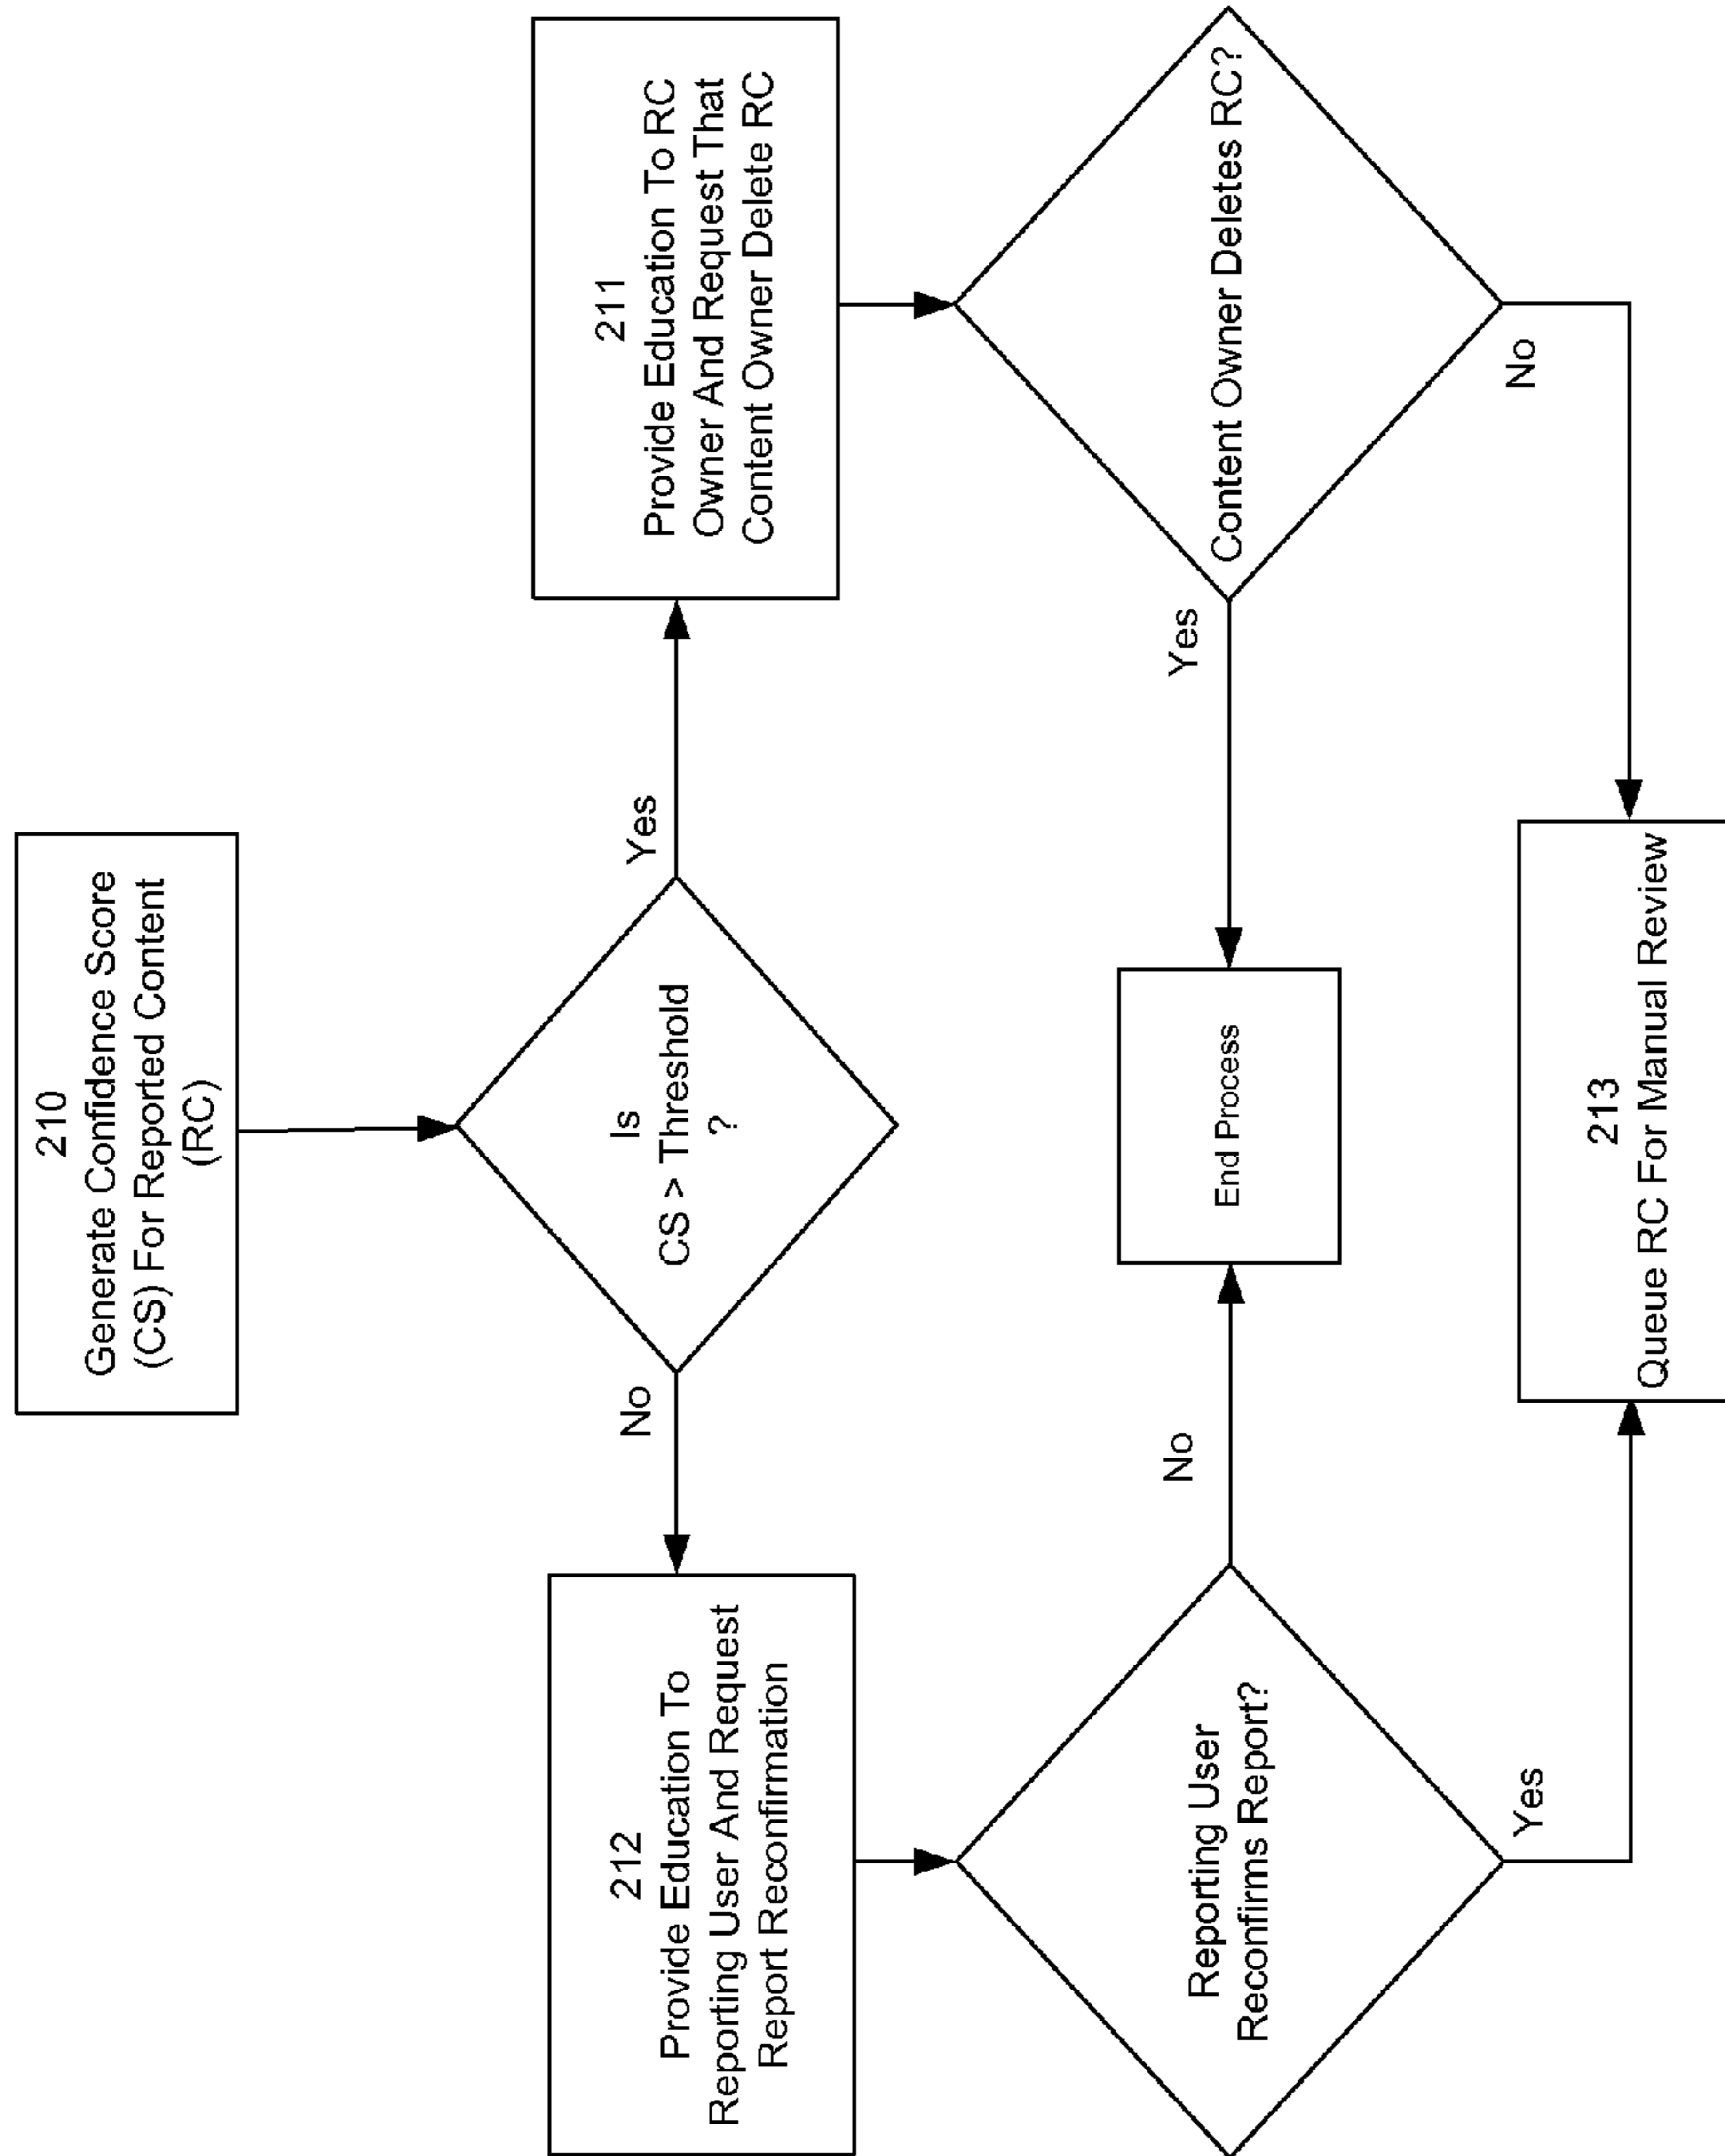 210
Generate Confidence Score
(CS) For Reported Content
(RC)
Is
CS > Threshold
?
No
Yes
212
Provide Education To
Reporting User And Request
Report Reconfirmation
211
Provide Education To RC
Owner And Request That
Content Owner Delete RC
Reporting User
Reconfirms Report?
No
End Process
Yes
Content Owner Deletes RC?
Yes
No
213
Queue RC For Manual Review